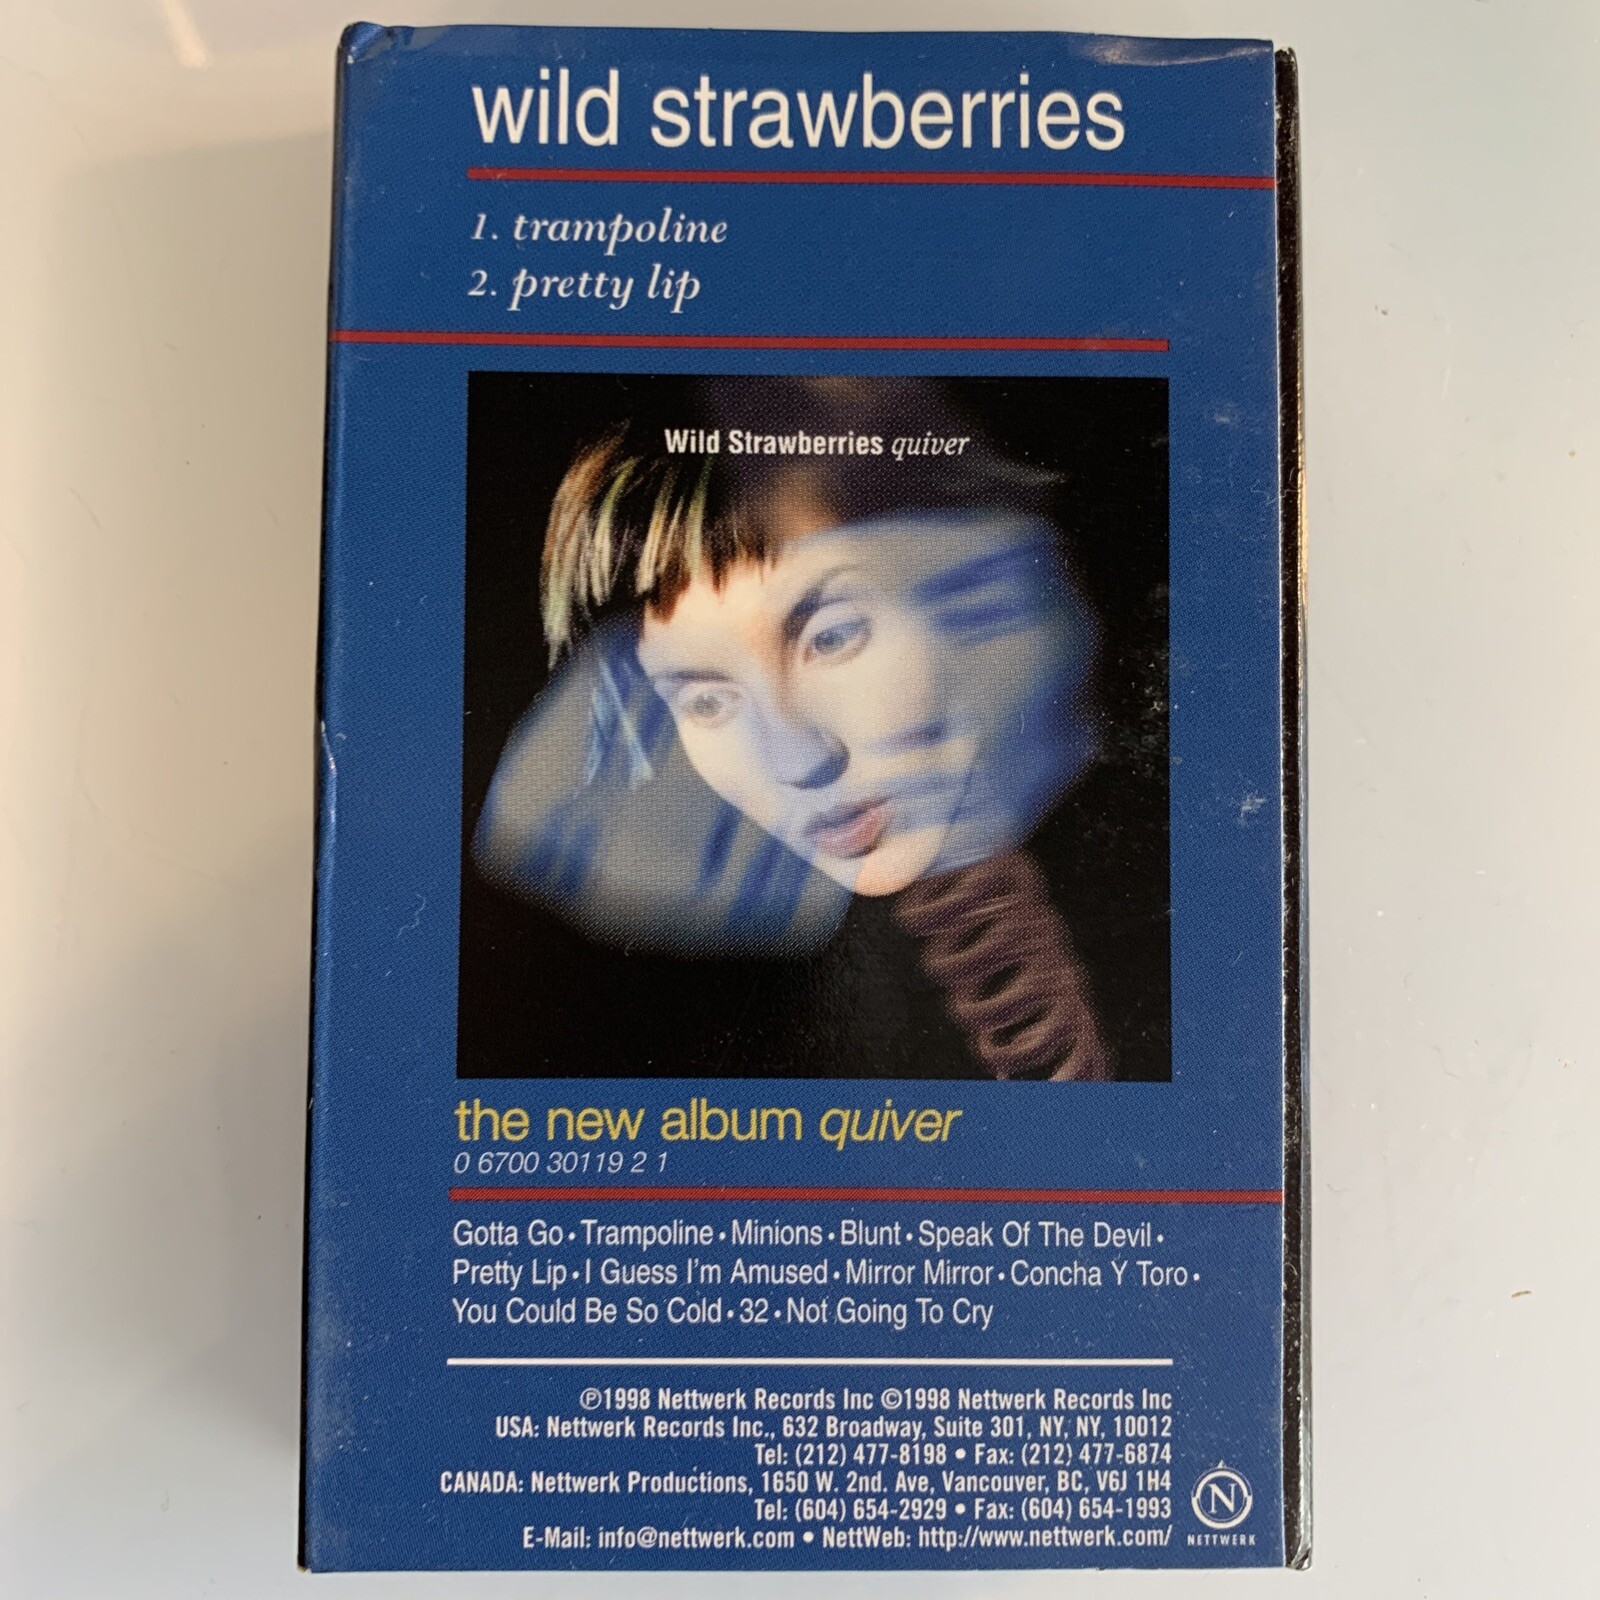 wild strawberries
1. trampoline
2. pretty lip
Wild Strawberries quiver
the new album quiver
0 6700 30119 2 1
Gotta Go • Trampoline • Minions • Blunt • Speak Of The Devil •
Pretty Lip • I Guess I'm Amused • Mirror Mirror • Concha Y Toro •
You Could Be So Cold • 32 • Not Going To Cry
℗1998 Nettwerk Records Inc ©1998 Nettwerk Records Inc
USA: Nettwerk Records Inc., 632 Broadway, Suite 301, NY, NY, 10012
Tel: (212) 477-8198 • Fax: (212) 477-6874
CANADA: Nettwerk Productions, 1650 W. 2nd. Ave, Vancouver, BC, V6J 1H4
Tel: (604) 654-2929 • Fax: (604) 654-1993
E-Mail: info@nettwerk.com • NettWeb: http://www.nettwerk.com/
N
NETTWERK